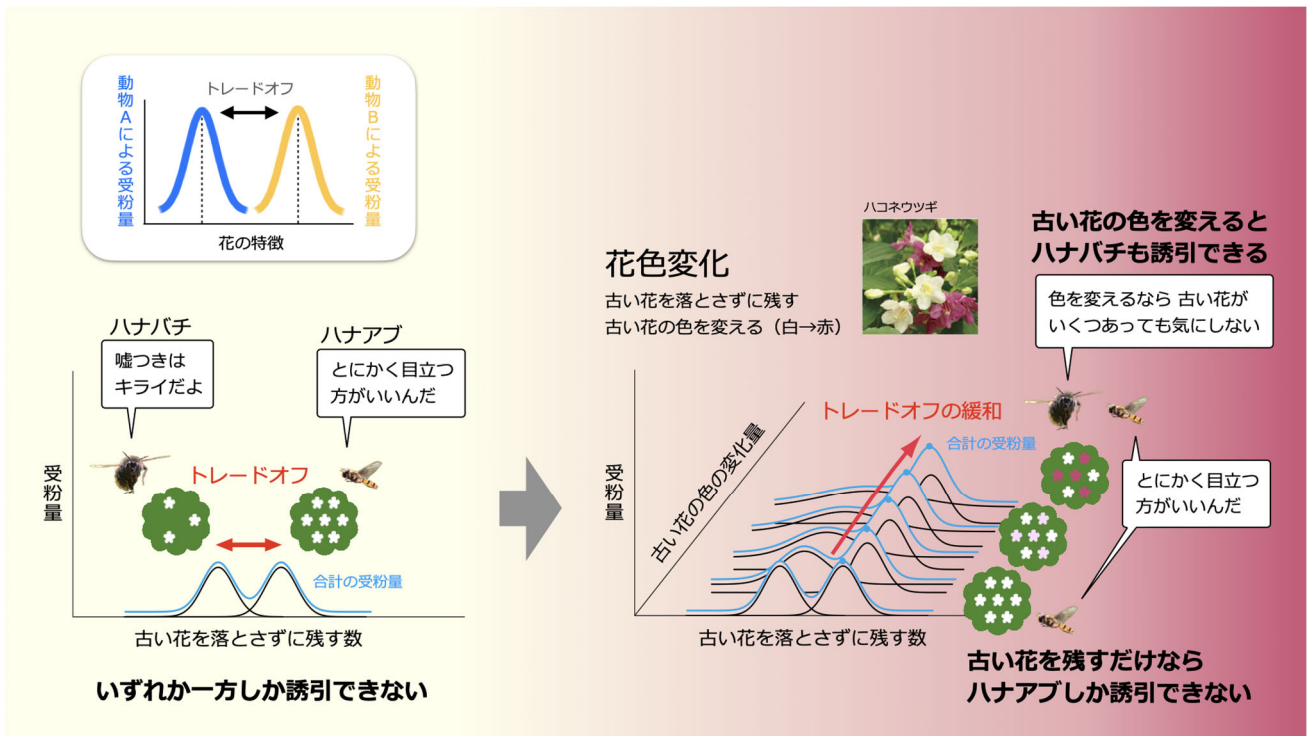 トレードオフ
動物Aによる受粉量
動物Bによる受粉量
花の特徴
ハナバチ
嘘つきは
キライだよ
ハナアブ
とにかく目立つ
方がいいんだ
トレードオフ
受粉量
合計の受粉量
古い花を落とさずに残す数
いずれか一方しか誘引できない
花色変化
古い花を落とさずに残す
古い花の色を変える（白→赤）
ハコネウツギ
古い花の色を変えると
ハナバチも誘引できる
色を変えるなら 古い花が
いくつあっても気にしない
トレードオフの緩和
合計の受粉量
古い花の色の変化量
受粉量
とにかく目立つ
方がいいんだ
古い花を落とさずに残す数
古い花を残すだけなら
ハナアブしか誘引できない